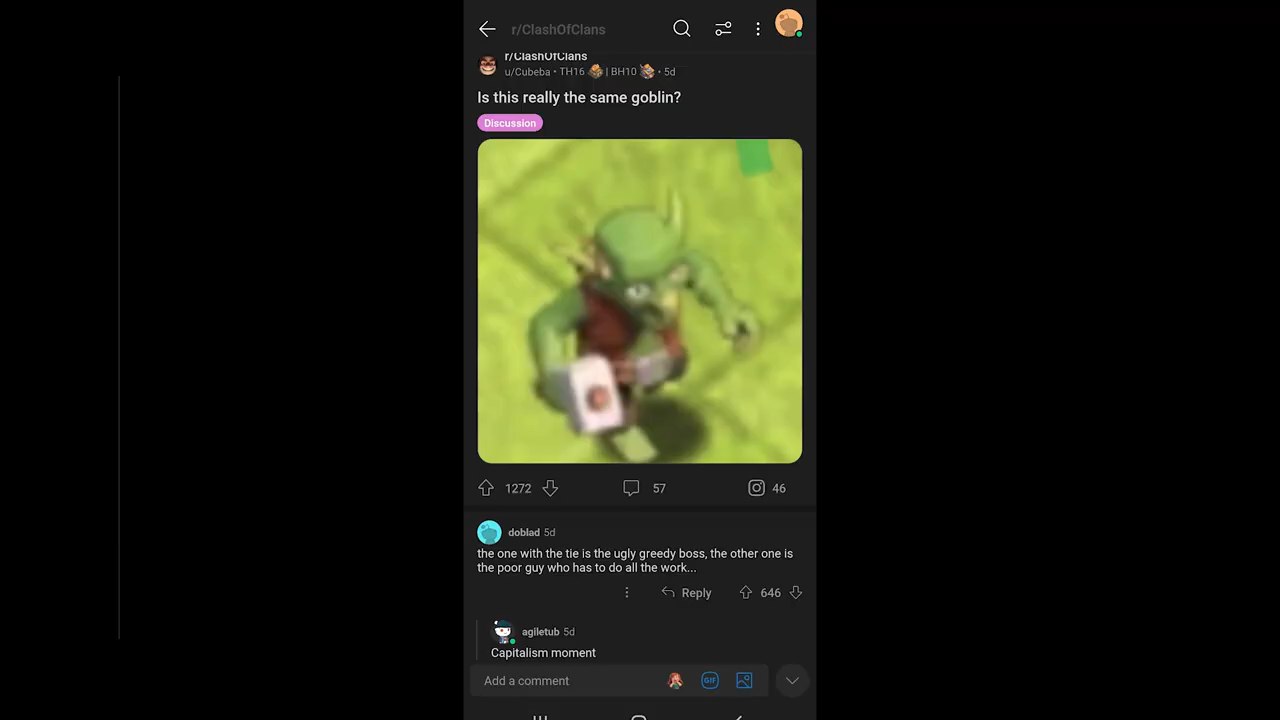 r/ClashOfClans
r/ClashOfClans
u/Cubeba • TH16 | BH10 • 5d
Is this really the same goblin?
Discussion
1272
57
46
doblad 5d
the one with the tie is the ugly greedy boss, the other one is
the poor guy who has to do all the work...
Reply
646
agiletub 5d
Capitalism moment
Add a comment
GIF